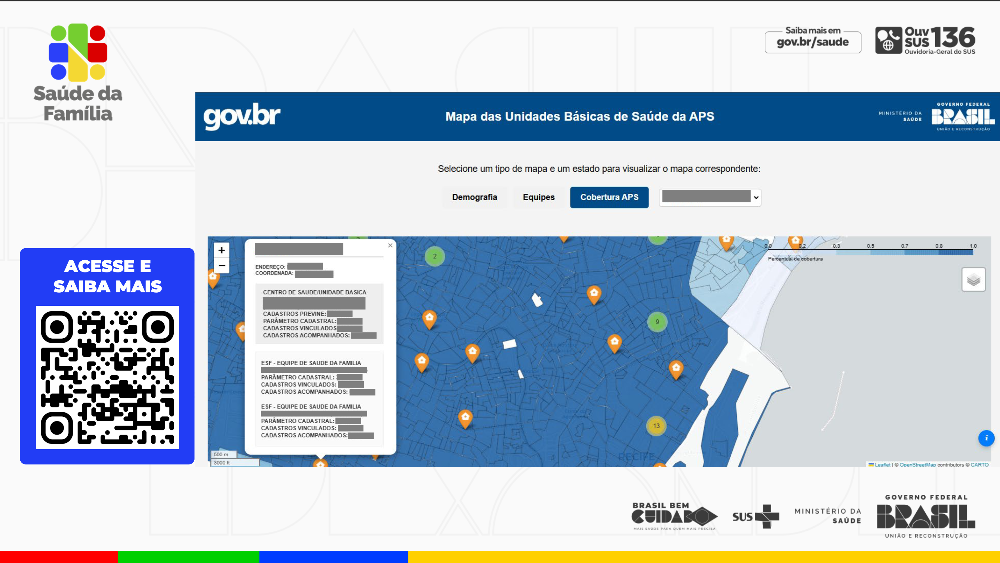 Saúde da
Família
Saiba mais em
gov.br/saude
Ouv
SUS
136
Ouvidoria-Geral do SUS
gov.br
Mapa das Unidades Básicas de Saúde da APS
MINISTÉRIO DA
SAÚDE
GOVERNO FEDERAL
BRASIL
UNIÃO E RECONSTRUÇÃO
Selecione um tipo de mapa e um estado para visualizar o mapa correspondente:
Demografia
Equipes
Cobertura APS
ACESSE E
SAIBA MAIS
+
−
×
ENDEREÇO:
COORDENADA:
CENTRO DE SAUDE/UNIDADE BASICA
CADASTROS PREVINE:
PARÂMETRO CADASTRAL:
CADASTROS VINCULADOS
CADASTROS ACOMPANHADOS:
ESF - EQUIPE DE SAUDE DA FAMILIA
PARÂMETRO CADASTRAL:
CADASTROS VINCULADOS:
CADASTROS ACOMPANHADOS:
ESF - EQUIPE DE SAUDE DA FAMILIA
PARÂMETRO CADASTRAL:
CADASTROS VINCULADOS:
CADASTROS ACOMPANHADOS:
2
9
13
RECIFE
0.0 0.2 0.3 0.5 0.7 0.8 1.0
Percentual de cobertura
500 m
3000 ft
i
Leaflet | © OpenStreetMap contributors © CARTO
BRASIL BEM
CUIDADO
MAIS SAÚDE PARA QUEM MAIS PRECISA
SUS
MINISTÉRIO DA
SAÚDE
GOVERNO FEDERAL
BRASIL
UNIÃO E RECONSTRUÇÃO